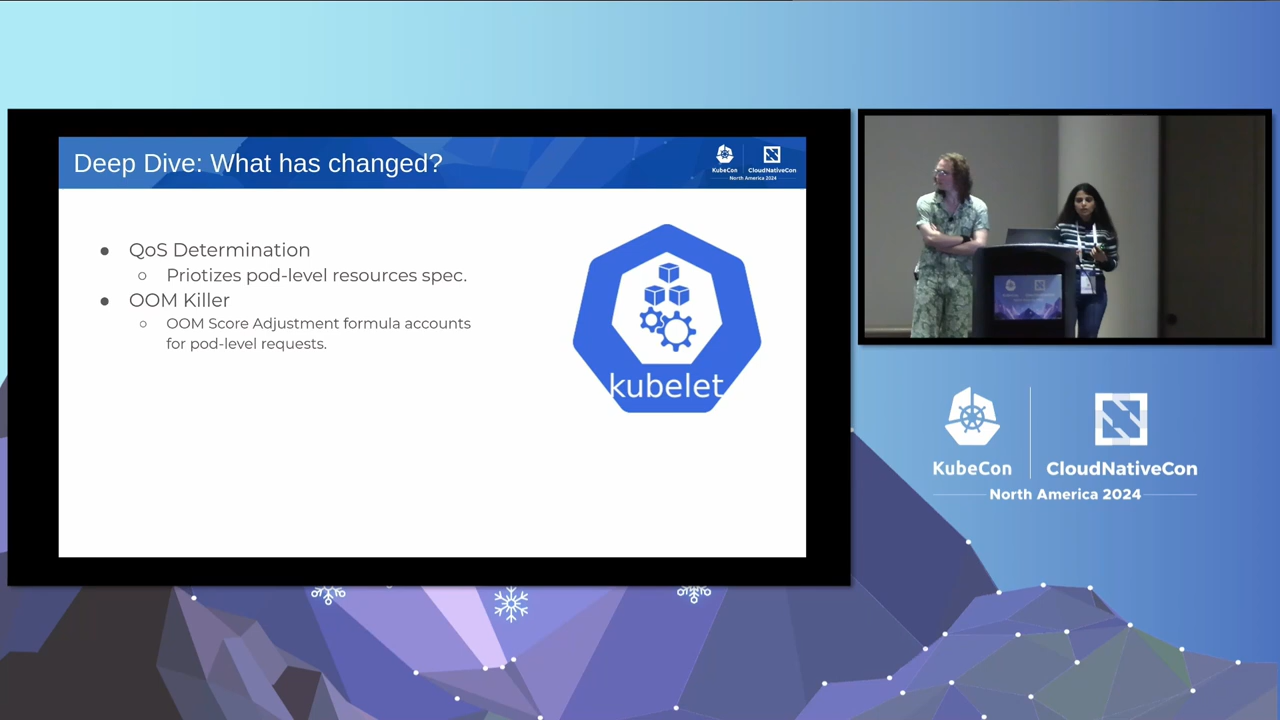 Deep Dive: What has changed?
KubeCon
CloudNativeCon
North America 2024
QoS Determination
Priotizes pod-level resources spec.
OOM Killer
OOM Score Adjustment formula accounts
for pod-level requests.
kubelet
KubeCon
CloudNativeCon
North America 2024